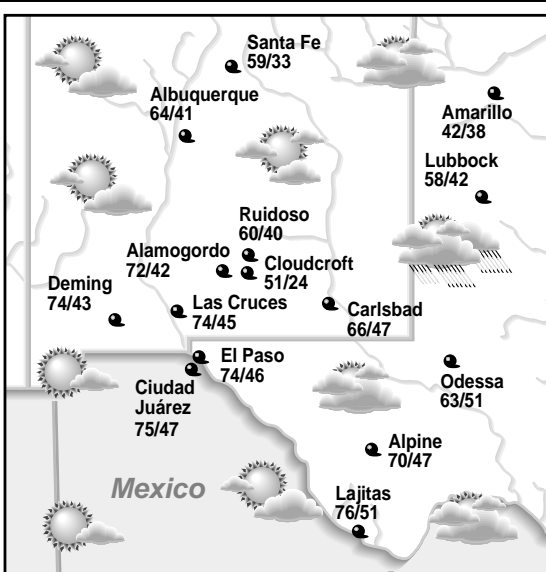 Santa Fe
59/33
Albuquerque
64/41
Amarillo
42/38
Lubbock
58/42
Ruidoso
60/40
Alamogordo
72/42
Cloudcroft
51/24
Deming
74/43
Las Cruces
74/45
Carlsbad
66/47
El Paso
74/46
Ciudad
Juárez
75/47
Odessa
63/51
Alpine
70/47
Mexico
Lajitas
76/51